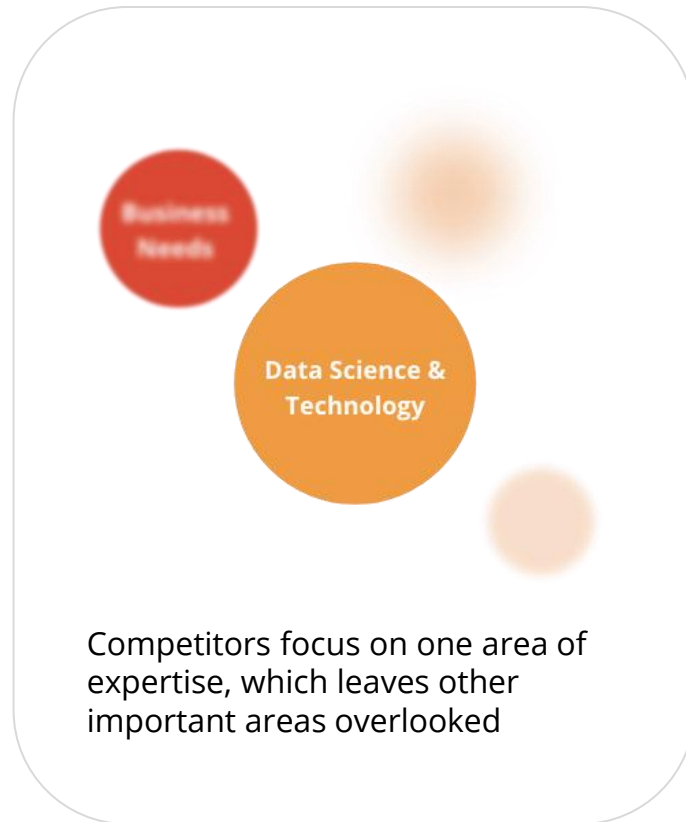 Business
Needs
Data Science &
Technology
Competitors focus on one area of
expertise, which leaves other
important areas overlooked